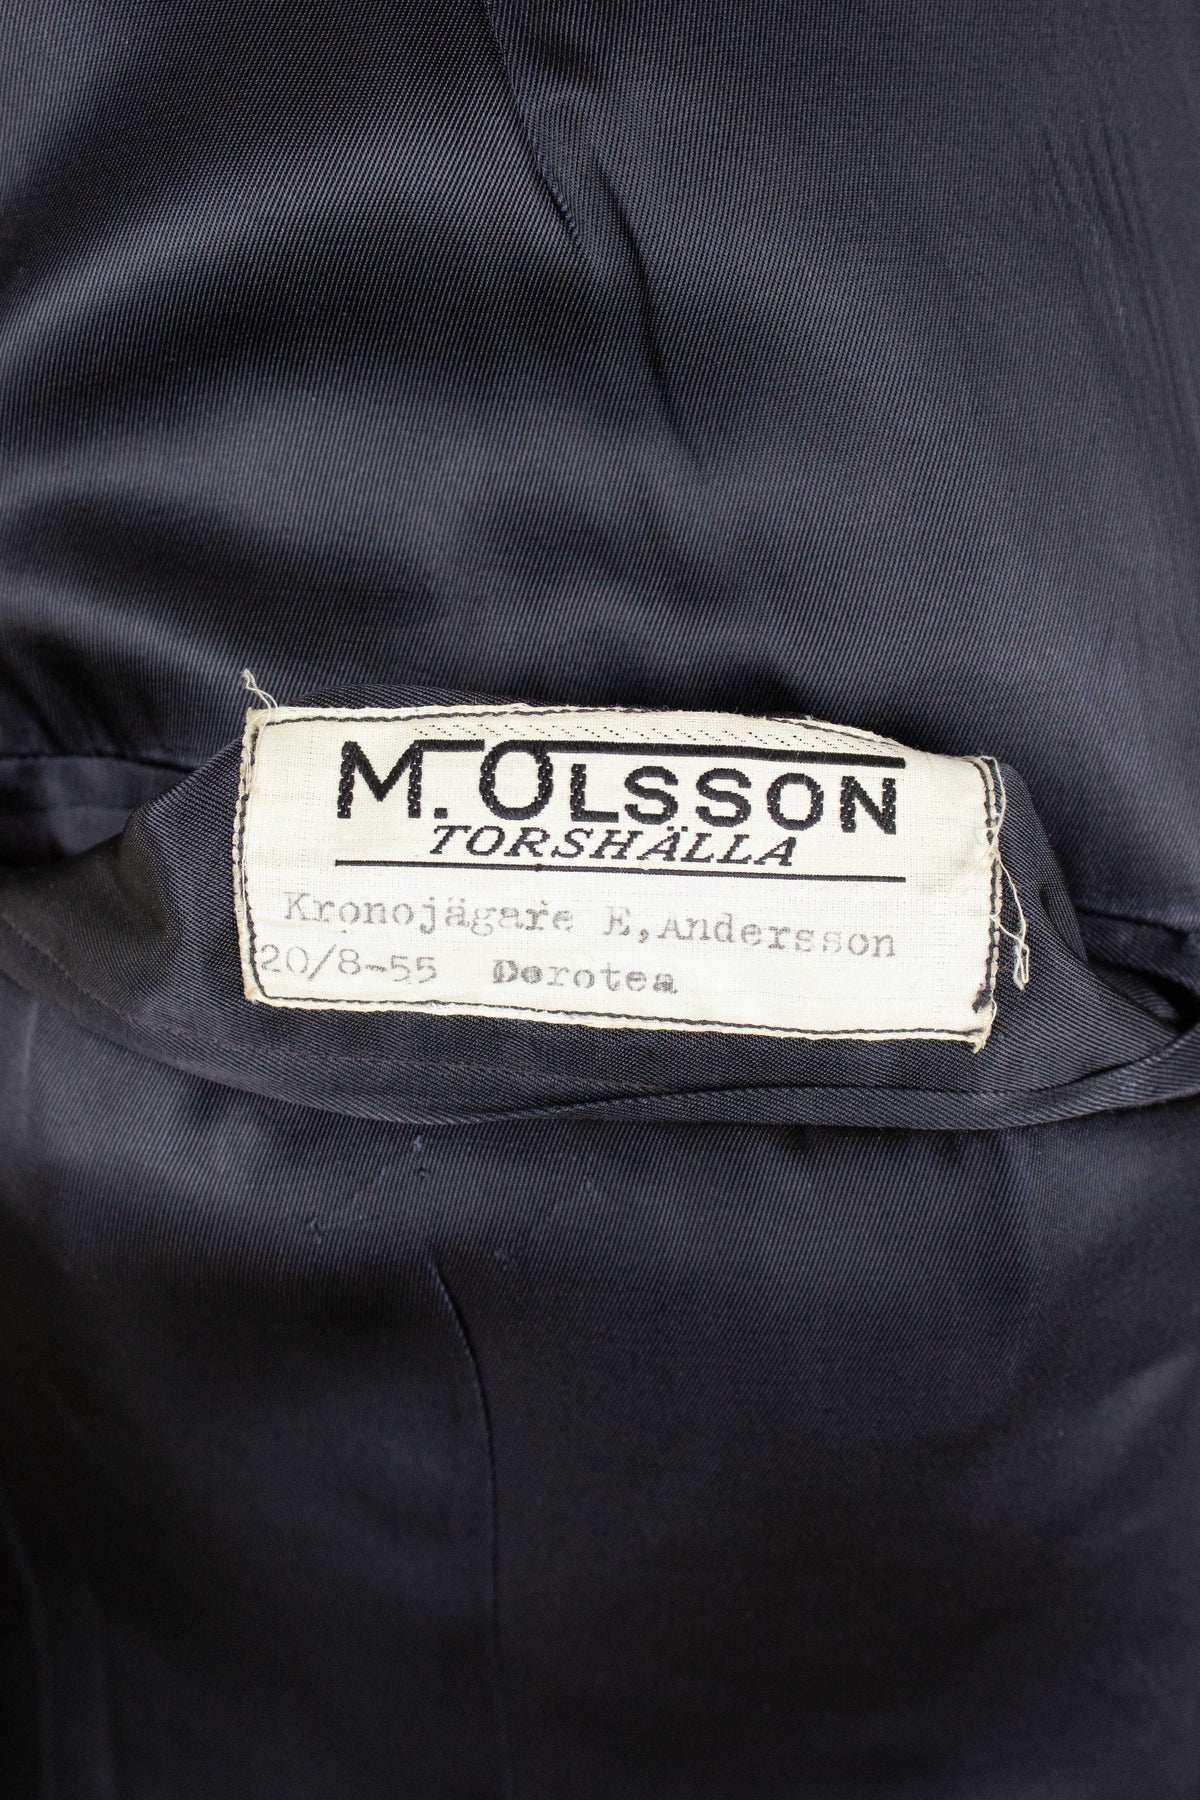 M. OLSSON
TORSHÄLLA
Kronojägare E,Andersson
20/8-55 Dorotea